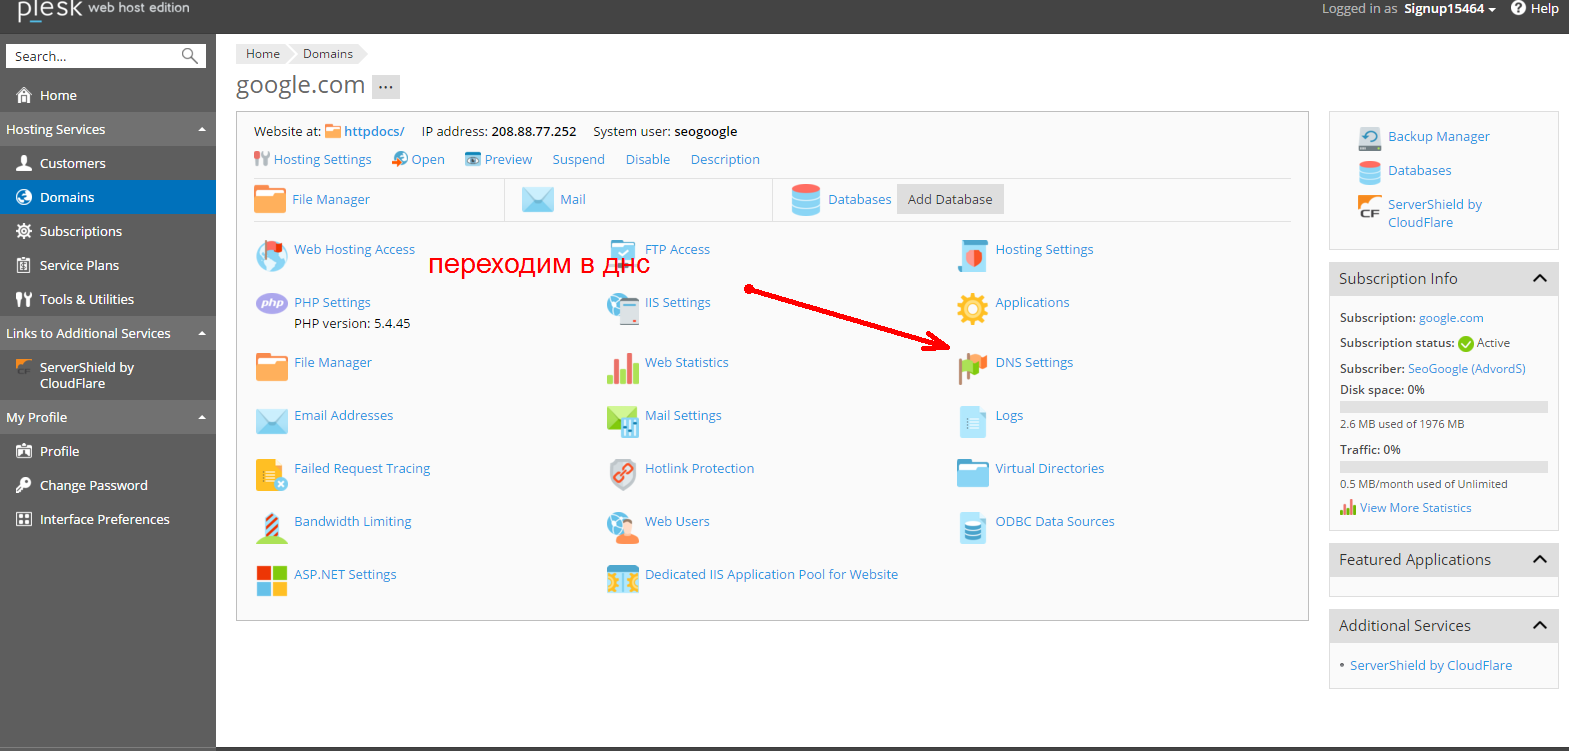 plesk web host edition
Logged in as Signup15464 Help
Search...
Home
Hosting Services
Customers
Domains
Subscriptions
Service Plans
Tools & Utilities
Links to Additional Services
ServerShield by
CloudFlare
My Profile
Profile
Change Password
Interface Preferences
Home Domains
google.com ...
Website at: httpdocs/ IP address: 208.88.77.252 System user: seogoogle
Hosting Settings Open Preview Suspend Disable Description
File Manager Mail Databases Add Database
Web Hosting Access FTP Access Hosting Settings
переходим в днс
php PHP Settings IIS Settings Applications
PHP version: 5.4.45
File Manager Web Statistics DNS Settings
Email Addresses Mail Settings Logs
Failed Request Tracing Hotlink Protection Virtual Directories
Bandwidth Limiting Web Users ODBC Data Sources
ASP.NET Settings Dedicated IIS Application Pool for Website
Backup Manager
Databases
CF ServerShield by
CloudFlare
Subscription Info
Subscription: google.com
Subscription status: Active
Subscriber: SeoGoogle (AdvordS)
Disk space: 0%
2.6 MB used of 1976 MB
Traffic: 0%
0.5 MB/month used of Unlimited
View More Statistics
Featured Applications
Additional Services
• ServerShield by CloudFlare